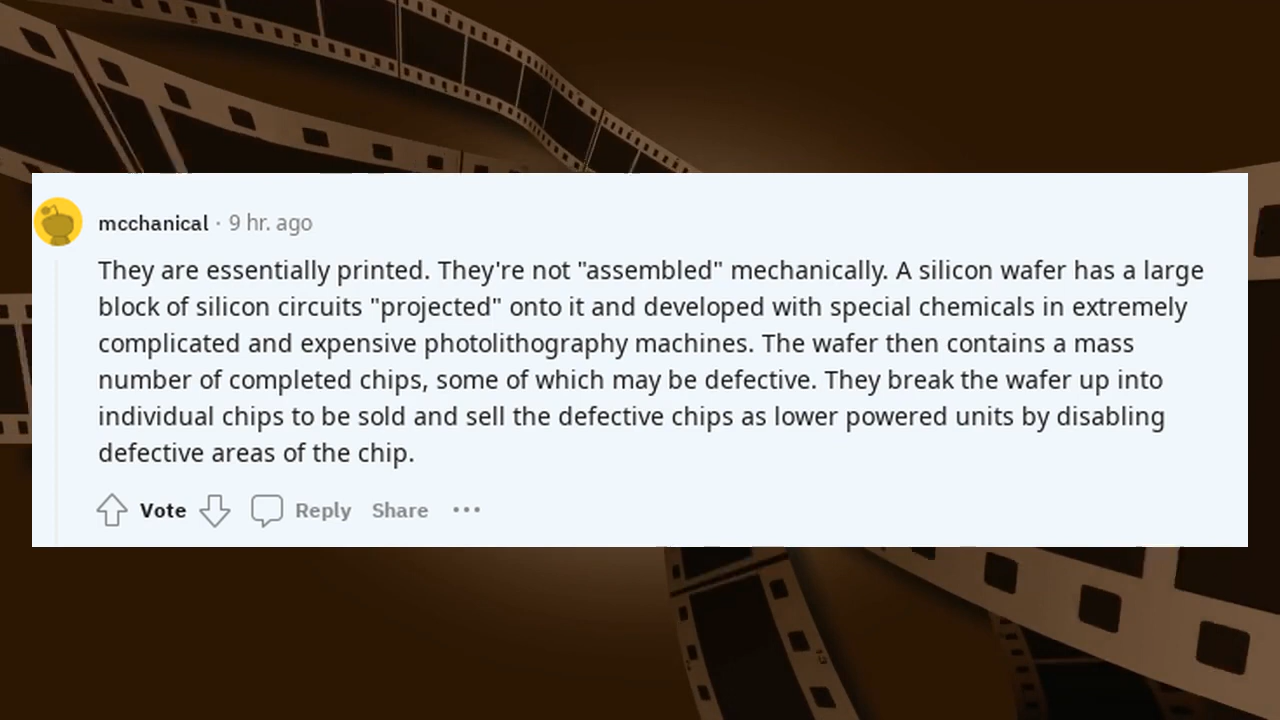 mcchanical · 9 hr. ago
They are essentially printed. They're not "assembled" mechanically. A silicon wafer has a large
block of silicon circuits "projected" onto it and developed with special chemicals in extremely
complicated and expensive photolithography machines. The wafer then contains a mass
number of completed chips, some of which may be defective. They break the wafer up into
individual chips to be sold and sell the defective chips as lower powered units by disabling
defective areas of the chip.
Vote Reply Share